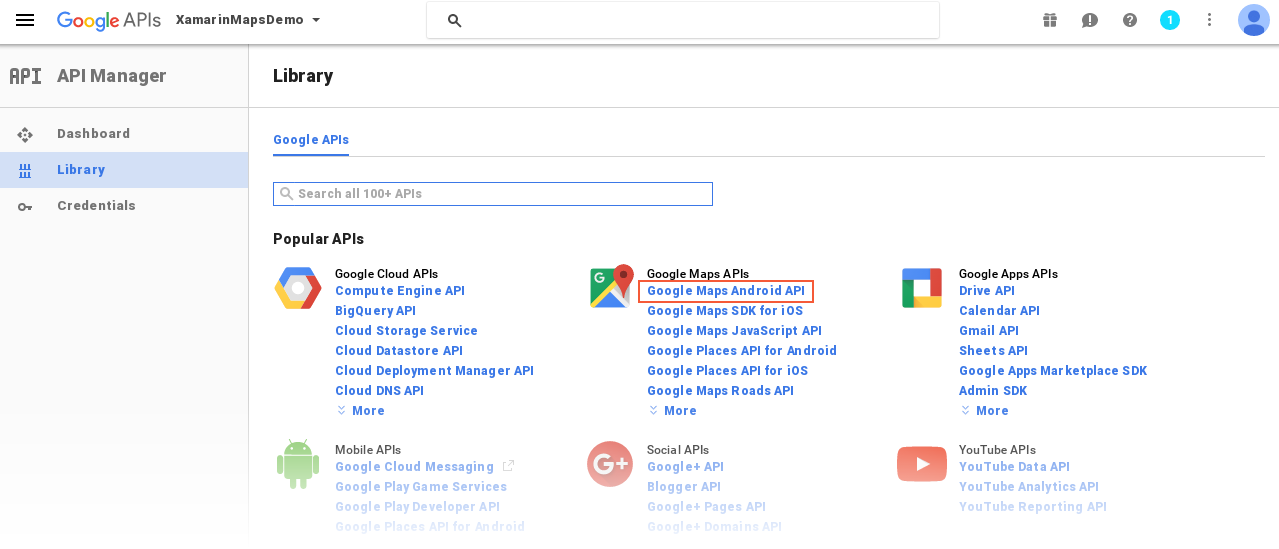 Google APIs XamarinMapsDemo 1
API API Manager
Library
Dashboard
Library
Credentials
Google APIs
Search all 100+ APIs
Popular APIs
Google Cloud APIs
Compute Engine API
BigQuery API
Cloud Storage Service
Cloud Datastore API
Cloud Deployment Manager API
Cloud DNS API
More
G
Google Maps APIs
Google Maps Android API
Google Maps SDK for iOS
Google Maps JavaScript API
Google Places API for Android
Google Places API for iOS
Google Maps Roads API
More
Google Apps APIs
Drive API
Calendar API
Gmail API
Sheets API
Google Apps Marketplace SDK
Admin SDK
More
Mobile APIs
Google Cloud Messaging
Google Play Game Services
Google Play Developer API
Google Places API for Android
G+
Social APIs
Google+ API
Blogger API
Google+ Pages API
Google+ Domains API
YouTube APIs
YouTube Data API
YouTube Analytics API
YouTube Reporting API